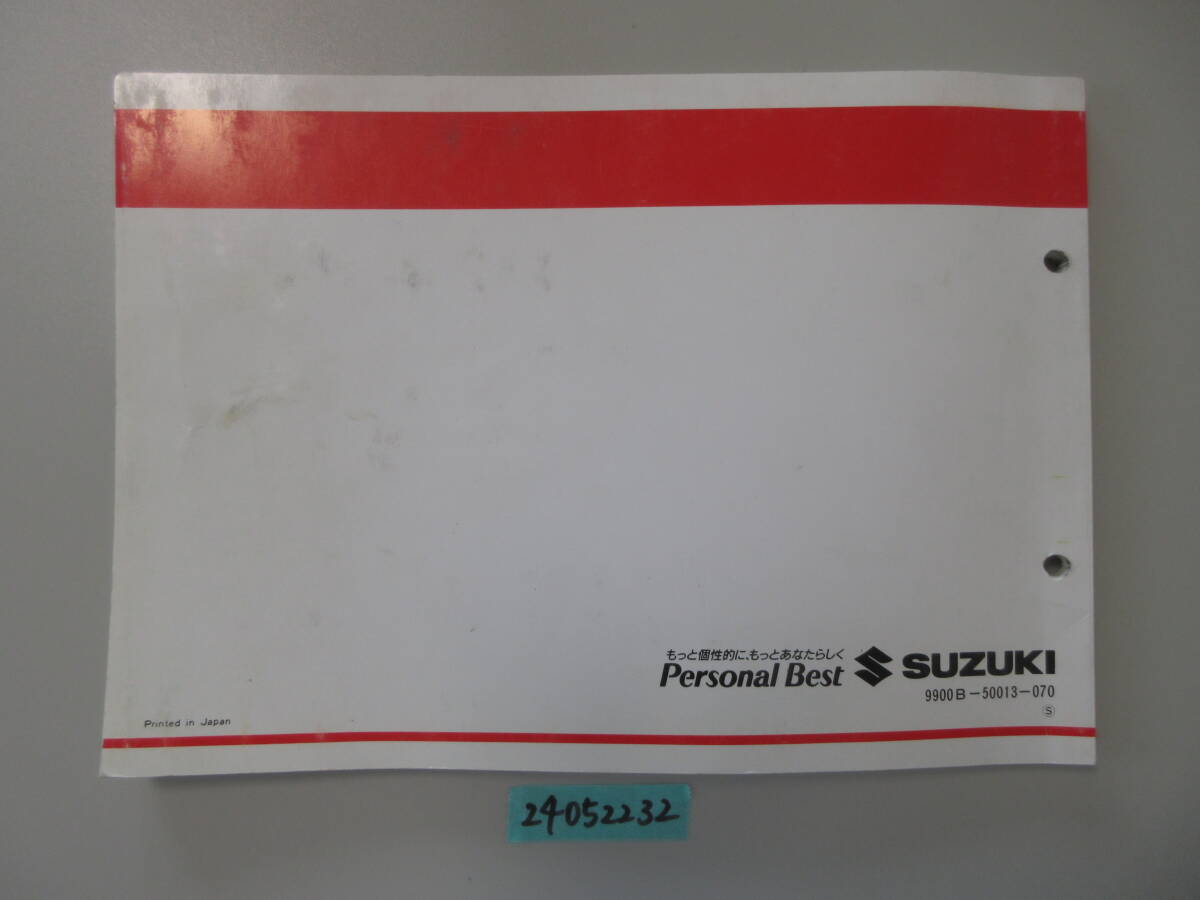 もっと個性的に、もっとあなたらしく
Personal Best SUZUKI
9900B-50013-070
Ⓢ
Printed in Japan
24052232